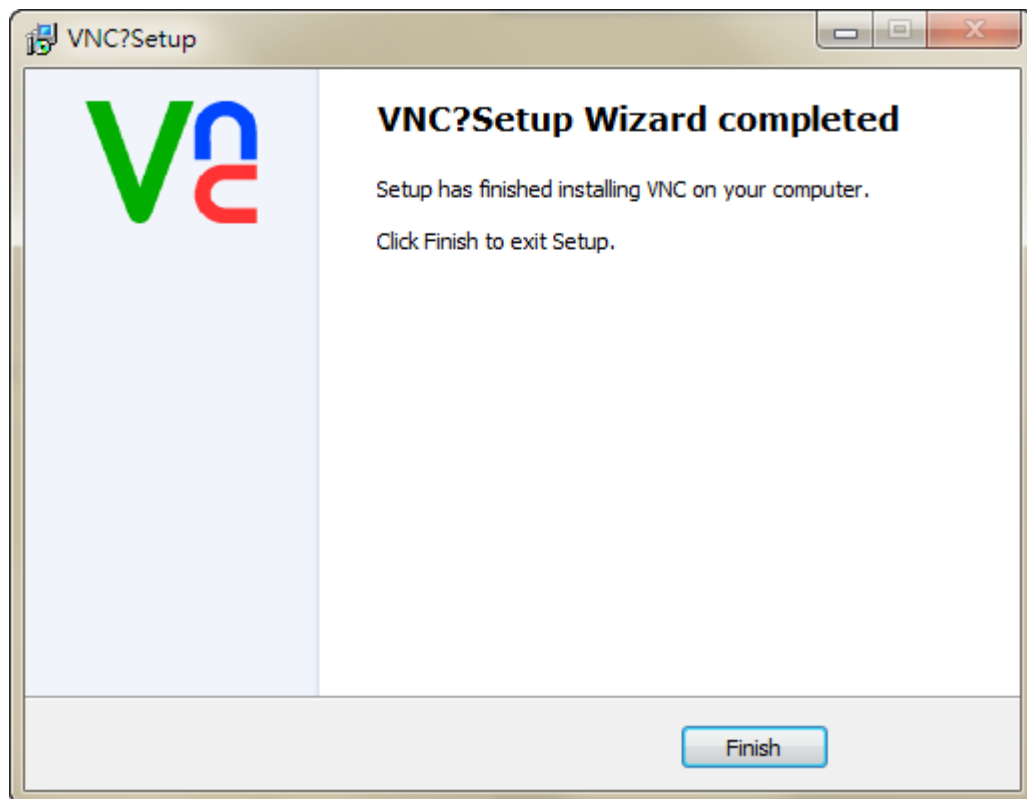 VNC?Setup
Vnc
VNC?Setup Wizard completed
Setup has finished installing VNC on your computer.
Click Finish to exit Setup.
Finish